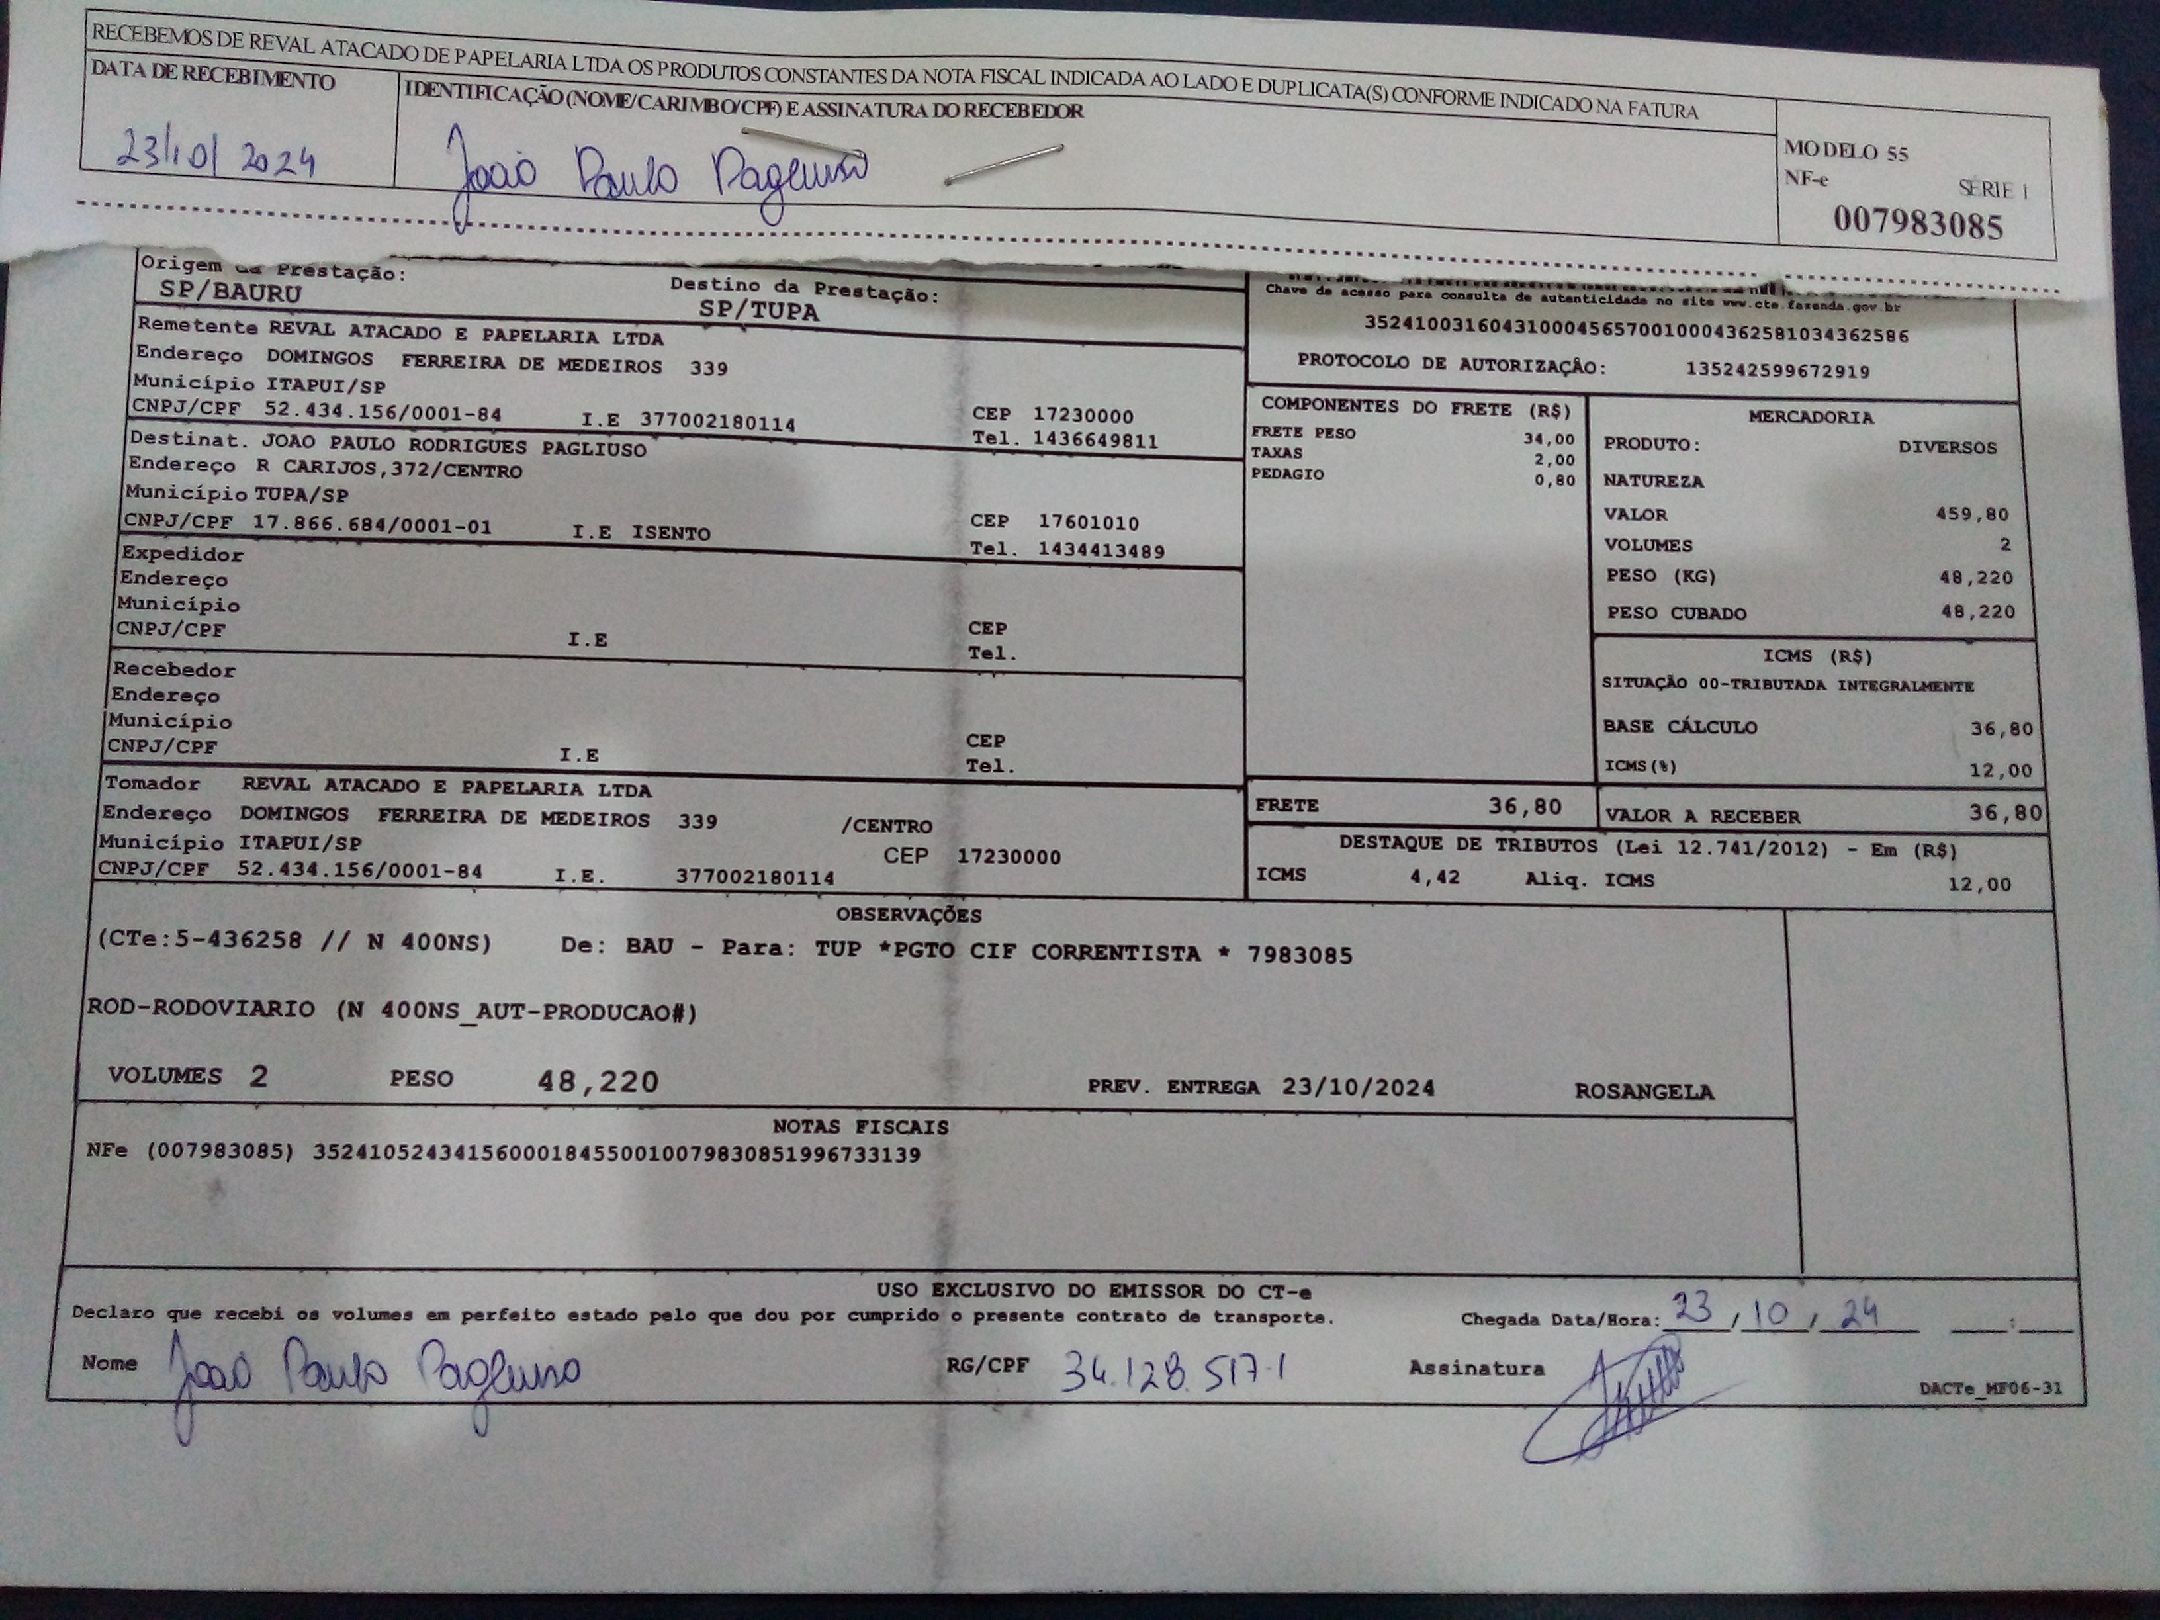 RECEBEMOS DE REVAL ATACADO DE PAPELARIA LTDA OS PRODUTOS CONSTANTES DA NOTA FISCAL INDICADA AO LADO E DUPLICATA(S) CONFORME INDICADO NA FATURA
DATA DE RECEBIMENTO
IDENTIFICAÇÃO (NOME/CARIMBO/CPF) E ASSINATURA DO RECEBEDOR
23/10/2024
João Paulo Pagliuso
MODELO 55
NF-e SÉRIE 1
007983085
Origem da Prestação: Destino da Prestação:
SP/BAURU SP/TUPA
Remetente REVAL ATACADO E PAPELARIA LTDA
Endereço DOMINGOS FERREIRA DE MEDEIROS 339
Município ITAPUI/SP CEP 17230000
CNPJ/CPF 52.434.156/0001-84 I.E 377002180114 Tel. 1436649811
Destinat. JOAO PAULO RODRIGUES PAGLIUSO
Endereço R CARIJOS,372/CENTRO
Município TUPA/SP CEP 17601010
CNPJ/CPF 17.866.684/0001-01 I.E ISENTO Tel. 1434413489
Expedidor
Endereço
Município CEP
CNPJ/CPF I.E Tel.
Recebedor
Endereço
Município CEP
CNPJ/CPF I.E Tel.
Tomador REVAL ATACADO E PAPELARIA LTDA
Endereço DOMINGOS FERREIRA DE MEDEIROS 339 /CENTRO
Município ITAPUI/SP CEP 17230000
CNPJ/CPF 52.434.156/0001-84 I.E. 377002180114
Chave de acesso para consulta de autenticidade no site www.cte.fazenda.gov.br
35241003160431000456570010004362581034362586
PROTOCOLO DE AUTORIZAÇÃO: 135242599672919
COMPONENTES DO FRETE (R$)
FRETE PESO 34,00
TAXAS 2,00
PEDAGIO 0,80
MERCADORIA
PRODUTO: DIVERSOS
NATUREZA
VALOR 459,80
VOLUMES 2
PESO (KG) 48,220
PESO CUBADO 48,220
ICMS (R$)
SITUAÇÃO 00-TRIBUTADA INTEGRALMENTE
BASE CÁLCULO 36,80
ICMS(%) 12,00
FRETE 36,80 VALOR A RECEBER 36,80
DESTAQUE DE TRIBUTOS (Lei 12.741/2012) - Em (R$)
ICMS 4,42 Aliq. ICMS 12,00
OBSERVAÇÕES
(CTe:5-436258 // N 400NS) De: BAU - Para: TUP *PGTO CIF CORRENTISTA * 7983085
ROD-RODOVIARIO (N 400NS_AUT-PRODUCAO#)
VOLUMES 2 PESO 48,220 PREV. ENTREGA 23/10/2024 ROSANGELA
NOTAS FISCAIS
NFe (007983085) 35241052434156000184550010079830851996733139
USO EXCLUSIVO DO EMISSOR DO CT-e
Declaro que recebi os volumes em perfeito estado pelo que dou por cumprido o presente contrato de transporte. Chegada Data/Hora: 23/10/24 :
Nome João Paulo Pagliuso RG/CPF 34.128.517-1 Assinatura
DACTe_MF06-31